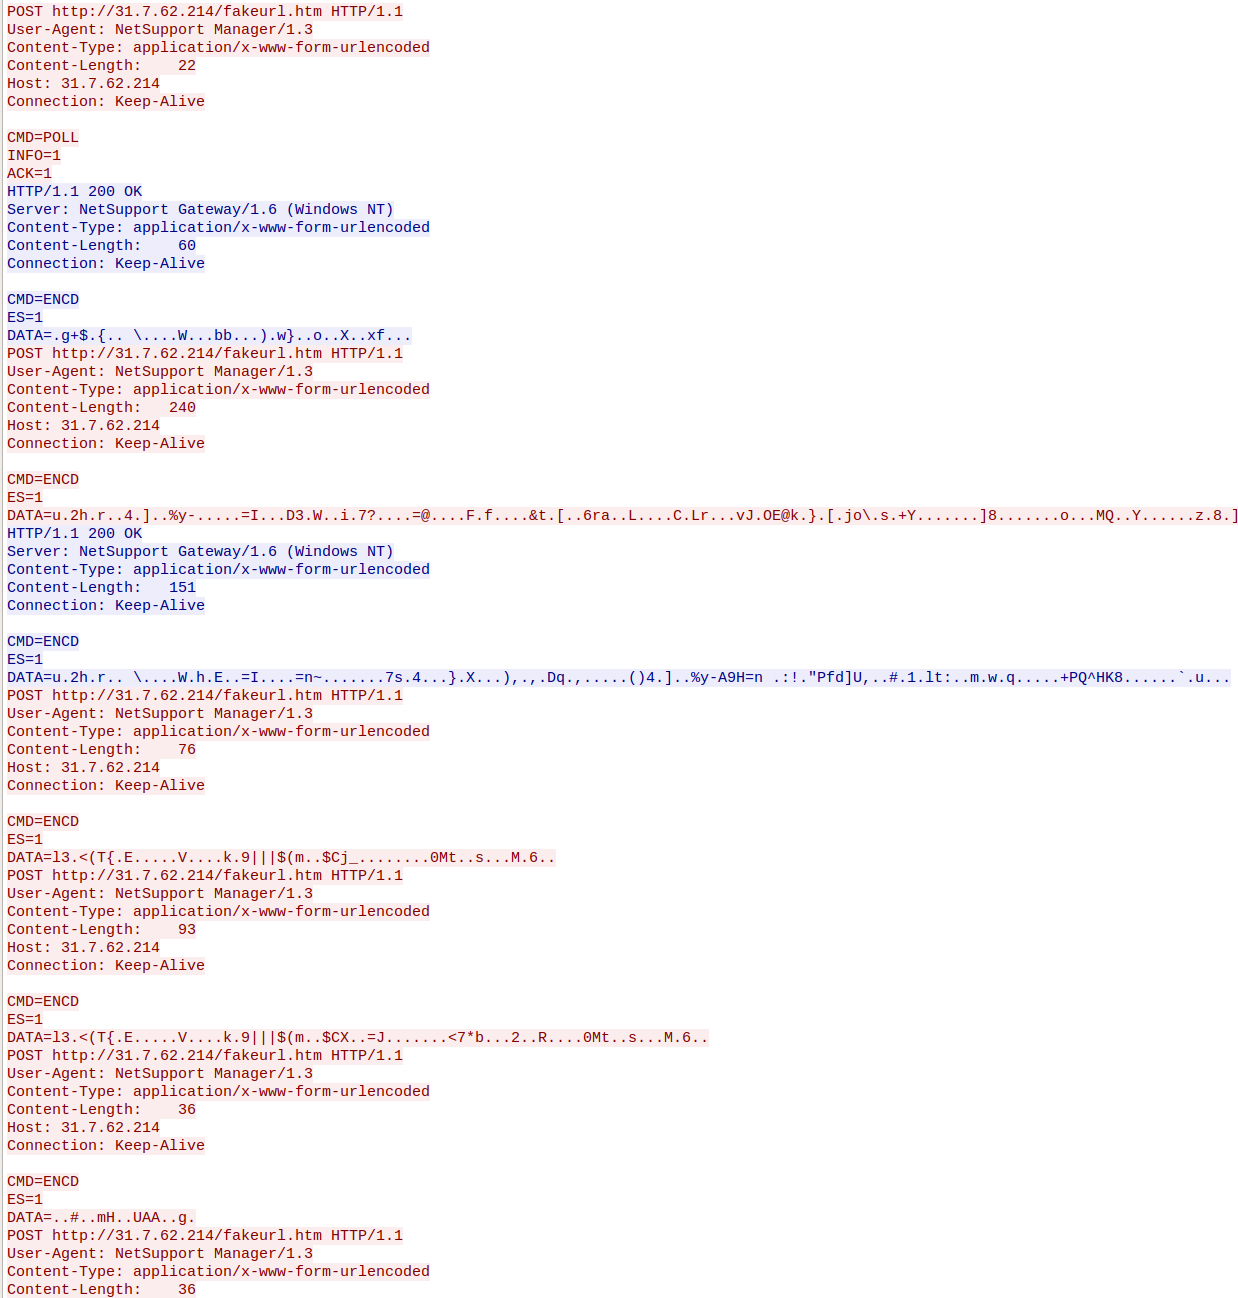 POST http://31.7.62.214/fakeurl.htm HTTP/1.1
User-Agent: NetSupport Manager/1.3
Content-Type: application/x-www-form-urlencoded
Content-Length:    22
Host: 31.7.62.214
Connection: Keep-Alive

CMD=POLL
INFO=1
ACK=1
HTTP/1.1 200 OK
Server: NetSupport Gateway/1.6 (Windows NT)
Content-Type: application/x-www-form-urlencoded
Content-Length:    60
Connection: Keep-Alive

CMD=ENCD
ES=1
DATA=.g+$.{.. \....W...bb...).w}..o..X..xf...
POST http://31.7.62.214/fakeurl.htm HTTP/1.1
User-Agent: NetSupport Manager/1.3
Content-Type: application/x-www-form-urlencoded
Content-Length:   240
Host: 31.7.62.214
Connection: Keep-Alive

CMD=ENCD
ES=1
DATA=u.2h.r..4.]..%y-.....=I...D3.W..i.7?....=@....F.f....&t.[..6ra..L....C.Lr...vJ.OE@k.}.[.jo\.s.+Y.......]8.......o...MQ..Y......z.8.]
HTTP/1.1 200 OK
Server: NetSupport Gateway/1.6 (Windows NT)
Content-Type: application/x-www-form-urlencoded
Content-Length:   151
Connection: Keep-Alive

CMD=ENCD
ES=1
DATA=u.2h.r.. \....W.h.E..=I....=n~.......7s.4...}.X...),.,.Dq.,.....()4.]..%y-A9H=n .:!."Pfd]U,..#.1.lt:..m.w.q.....+PQ^HK8......`.u...
POST http://31.7.62.214/fakeurl.htm HTTP/1.1
User-Agent: NetSupport Manager/1.3
Content-Type: application/x-www-form-urlencoded
Content-Length:    76
Host: 31.7.62.214
Connection: Keep-Alive

CMD=ENCD
ES=1
DATA=l3.<(T{.E.....V....k.9|||$(m..$Cj_........0Mt..s...M.6..
POST http://31.7.62.214/fakeurl.htm HTTP/1.1
User-Agent: NetSupport Manager/1.3
Content-Type: application/x-www-form-urlencoded
Content-Length:    93
Host: 31.7.62.214
Connection: Keep-Alive

CMD=ENCD
ES=1
DATA=l3.<(T{.E.....V....k.9|||$(m..$CX..=J.......<7*b...2..R....0Mt..s...M.6..
POST http://31.7.62.214/fakeurl.htm HTTP/1.1
User-Agent: NetSupport Manager/1.3
Content-Type: application/x-www-form-urlencoded
Content-Length:    36
Host: 31.7.62.214
Connection: Keep-Alive

CMD=ENCD
ES=1
DATA=..#..mH..UAA..g.
POST http://31.7.62.214/fakeurl.htm HTTP/1.1
User-Agent: NetSupport Manager/1.3
Content-Type: application/x-www-form-urlencoded
Content-Length:    36